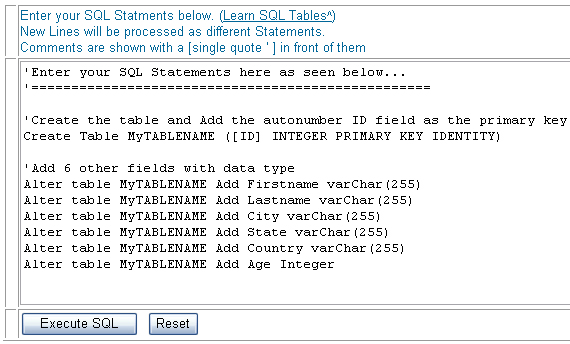 Enter your SQL Statments below. (Learn SQL Tables^)
New Lines will be processed as different Statements.
Comments are shown with a [single quote ' ] in front of them
'Enter your SQL Statements here as seen below...
'==================================================
'Create the table and Add the autonumber ID field as the primary key
Create Table MyTABLENAME ([ID] INTEGER PRIMARY KEY IDENTITY)
'Add 6 other fields with data type
Alter table MyTABLENAME Add Firstname varChar(255)
Alter table MyTABLENAME Add Lastname varChar(255)
Alter table MyTABLENAME Add City varChar(255)
Alter table MyTABLENAME Add State varChar(255)
Alter table MyTABLENAME Add Country varChar(255)
Alter table MyTABLENAME Add Age Integer
Execute SQL Reset